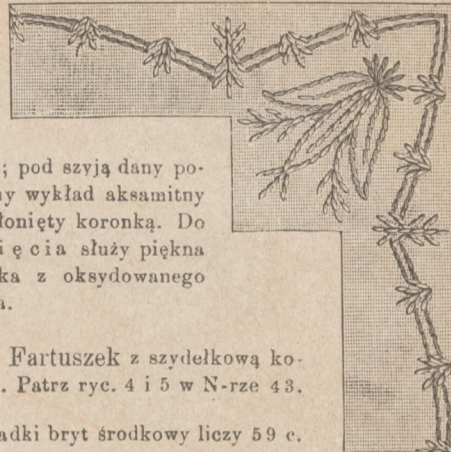 ; pod szyją dany po-
ny wykład aksamitny
łonięty koronką. Do
ięcia służy piękna
ka z oksydowanego
a.
Fartuszek z szydełkową ko-
. Patrz ryc. 4 i 5 w N-rze 43.
adki bryt środkowy liczy 59 c.